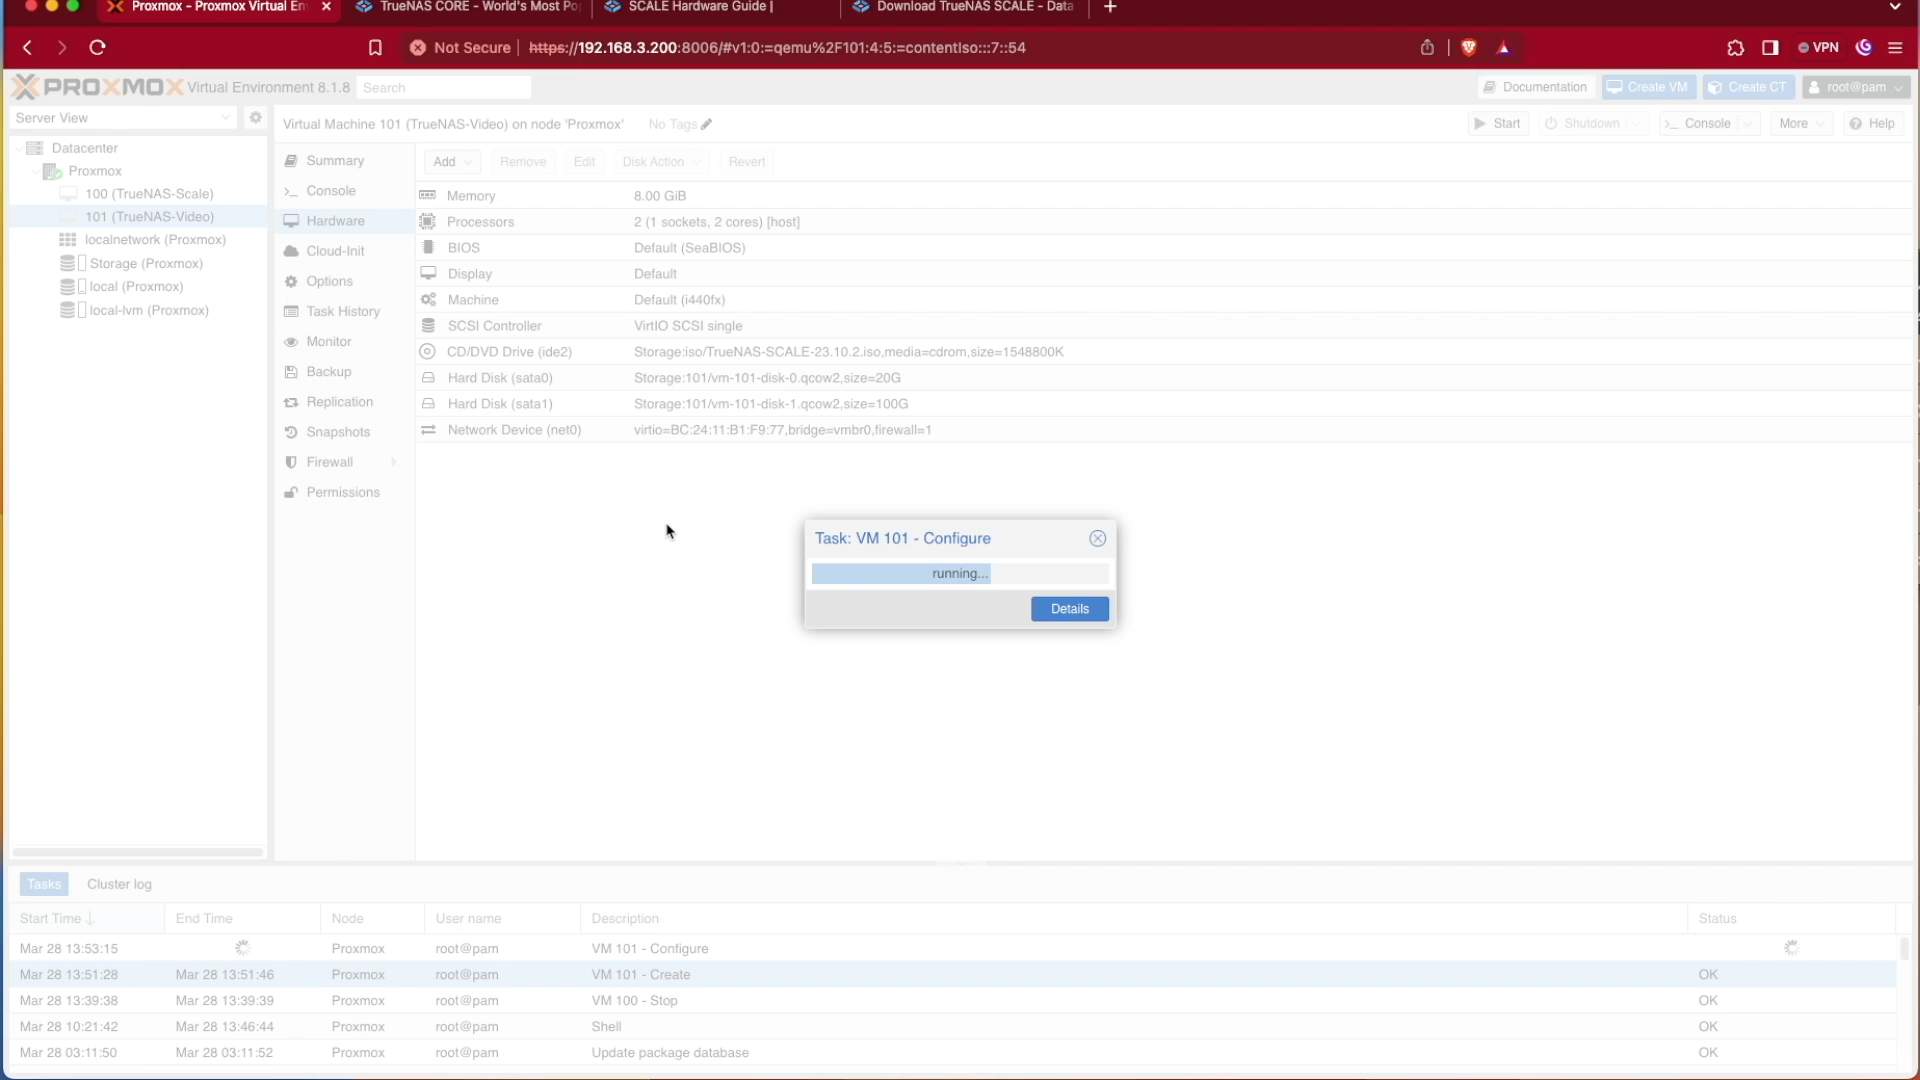 Proxmox - Proxmox Virtual En
TrueNAS CORE - World's Most Po
SCALE Hardware Guide |
Download TrueNAS SCALE - Data
Not Secure
https://192.168.3.200:8006/#v1:0:=qemu%2F101:4:5:=contentIso:::7::54
VPN
PROXMOX Virtual Environment 8.1.8
Search
Documentation
Create VM
Create CT
root@pam
Server View
Virtual Machine 101 (TrueNAS-Video) on node 'Proxmox'
No Tags
Start
Shutdown
Console
More
Help
Datacenter
Proxmox
100 (TrueNAS-Scale)
101 (TrueNAS-Video)
localnetwork (Proxmox)
Storage (Proxmox)
local (Proxmox)
local-lvm (Proxmox)
Summary
Console
Hardware
Cloud-Init
Options
Task History
Monitor
Backup
Replication
Snapshots
Firewall
Permissions
Add
Remove
Edit
Disk Action
Revert
Memory 8.00 GiB
Processors 2 (1 sockets, 2 cores) [host]
BIOS Default (SeaBIOS)
Display Default
Machine Default (i440fx)
SCSI Controller VirtIO SCSI single
CD/DVD Drive (ide2) Storage:iso/TrueNAS-SCALE-23.10.2.iso,media=cdrom,size=1548800K
Hard Disk (sata0) Storage:101/vm-101-disk-0.qcow2,size=20G
Hard Disk (sata1) Storage:101/vm-101-disk-1.qcow2,size=100G
Network Device (net0) virtio=BC:24:11:B1:F9:77,bridge=vmbr0,firewall=1
Task: VM 101 - Configure
running...
Details
Tasks
Cluster log
Start Time End Time Node User name Description Status
Mar 28 13:53:15 Proxmox root@pam VM 101 - Configure
Mar 28 13:51:28 Mar 28 13:51:46 Proxmox root@pam VM 101 - Create OK
Mar 28 13:39:38 Mar 28 13:39:39 Proxmox root@pam VM 100 - Stop OK
Mar 28 10:21:42 Mar 28 13:46:44 Proxmox root@pam Shell OK
Mar 28 03:11:50 Mar 28 03:11:52 Proxmox root@pam Update package database OK